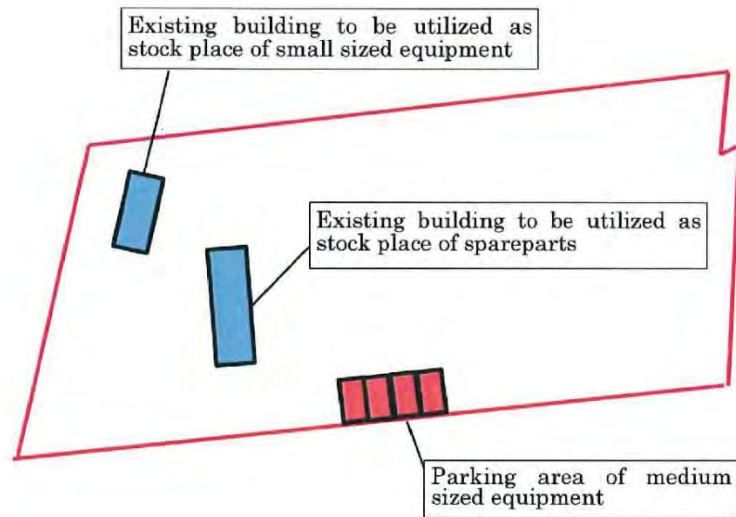 Existing building to be utilized as
stock place of small sized equipment
Existing building to be utilized as
stock place of spareparts
Parking area of medium
sized equipment